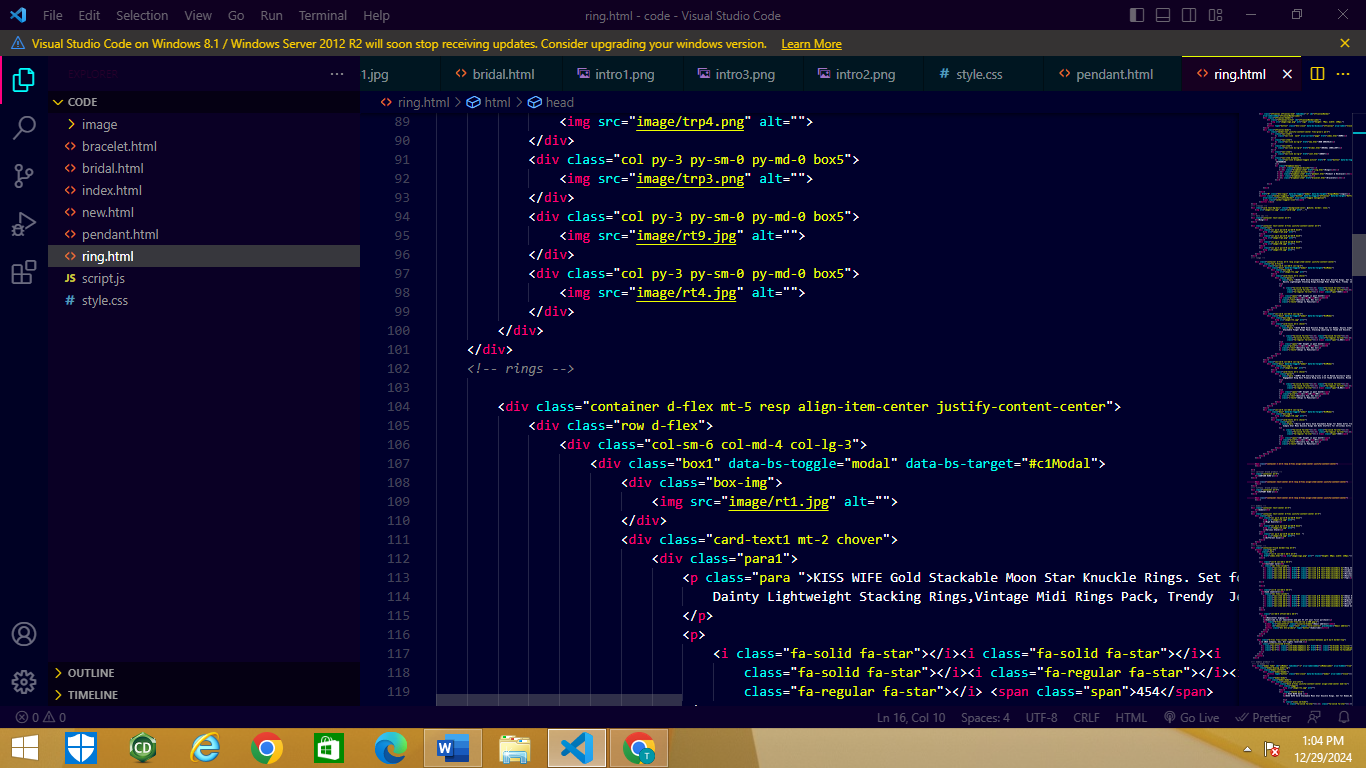 File Edit Selection View Go Run Terminal Help ring.html - code - Visual Studio Code
Visual Studio Code on Windows 8.1 / Windows Server 2012 R2 will soon stop receiving updates. Consider upgrading your windows version. Learn More
EXPLORER
1.jpg bridal.html intro1.png intro3.png intro2.png style.css pendant.html ring.html
CODE
image
bracelet.html
bridal.html
index.html
new.html
pendant.html
ring.html
script.js
style.css
OUTLINE
TIMELINE
ring.html > html > head
89 <img src="image/trp4.png" alt="">
90 </div>
91 <div class="col py-3 py-sm-0 py-md-0 box5">
92 <img src="image/trp3.png" alt="">
93 </div>
94 <div class="col py-3 py-sm-0 py-md-0 box5">
95 <img src="image/rt9.jpg" alt="">
96 </div>
97 <div class="col py-3 py-sm-0 py-md-0 box5">
98 <img src="image/rt4.jpg" alt="">
99 </div>
100 </div>
101 </div>
102 <!-- rings -->
103
104 <div class="container d-flex mt-5 resp align-item-center justify-content-center">
105 <div class="row d-flex">
106 <div class="col-sm-6 col-md-4 col-lg-3">
107 <div class="box1" data-bs-toggle="modal" data-bs-target="#c1Modal">
108 <div class="box-img">
109 <img src="image/rt1.jpg" alt="">
110 </div>
111 <div class="card-text1 mt-2 chover">
112 <div class="para1">
113 <p class="para ">KISS WIFE Gold Stackable Moon Star Knuckle Rings. Set fo
114 Dainty Lightweight Stacking Rings,Vintage Midi Rings Pack, Trendy Je
115 </p>
116 <p>
117 <i class="fa-solid fa-star"></i><i class="fa-solid fa-star"></i><i
118 class="fa-solid fa-star"></i><i class="fa-regular fa-star"></i><
119 class="fa-regular fa-star"></i> <span class="span">454</span>
0 0 Ln 16, Col 10 Spaces: 4 UTF-8 CRLF HTML Go Live Prettier
1:04 PM
12/29/2024